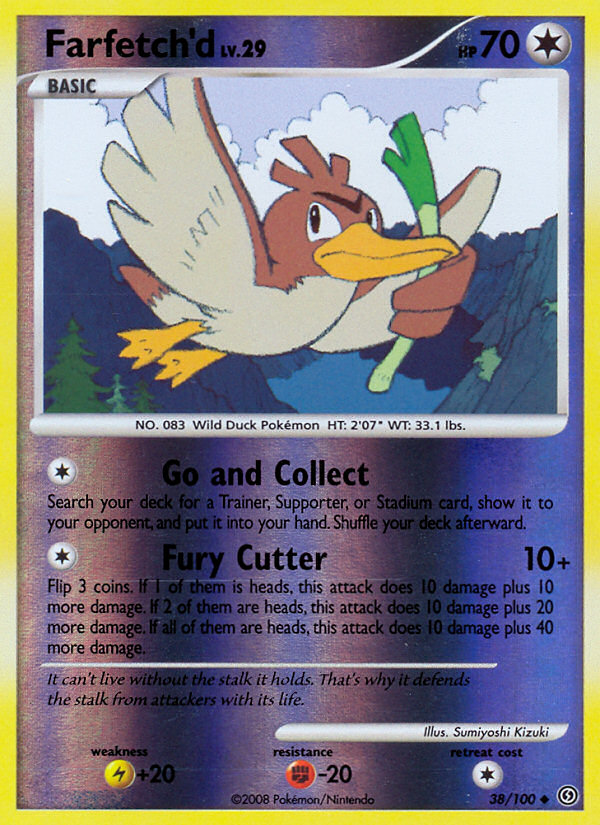 Farfetch'd LV.29 HP 70
BASIC
NO. 083 Wild Duck Pokémon HT: 2'07" WT: 33.1 lbs.
Go and Collect
Search your deck for a Trainer, Supporter, or Stadium card, show it to
your opponent, and put it into your hand. Shuffle your deck afterward.
Fury Cutter 10+
Flip 3 coins. If 1 of them is heads, this attack does 10 damage plus 10
more damage. If 2 of them are heads, this attack does 10 damage plus 20
more damage. If all of them are heads, this attack does 10 damage plus 40
more damage.
It can't live without the stalk it holds. That's why it defends
the stalk from attackers with its life.
Illus. Sumiyoshi Kizuki
weakness resistance retreat cost
+20 -20
©2008 Pokémon/Nintendo 38/100